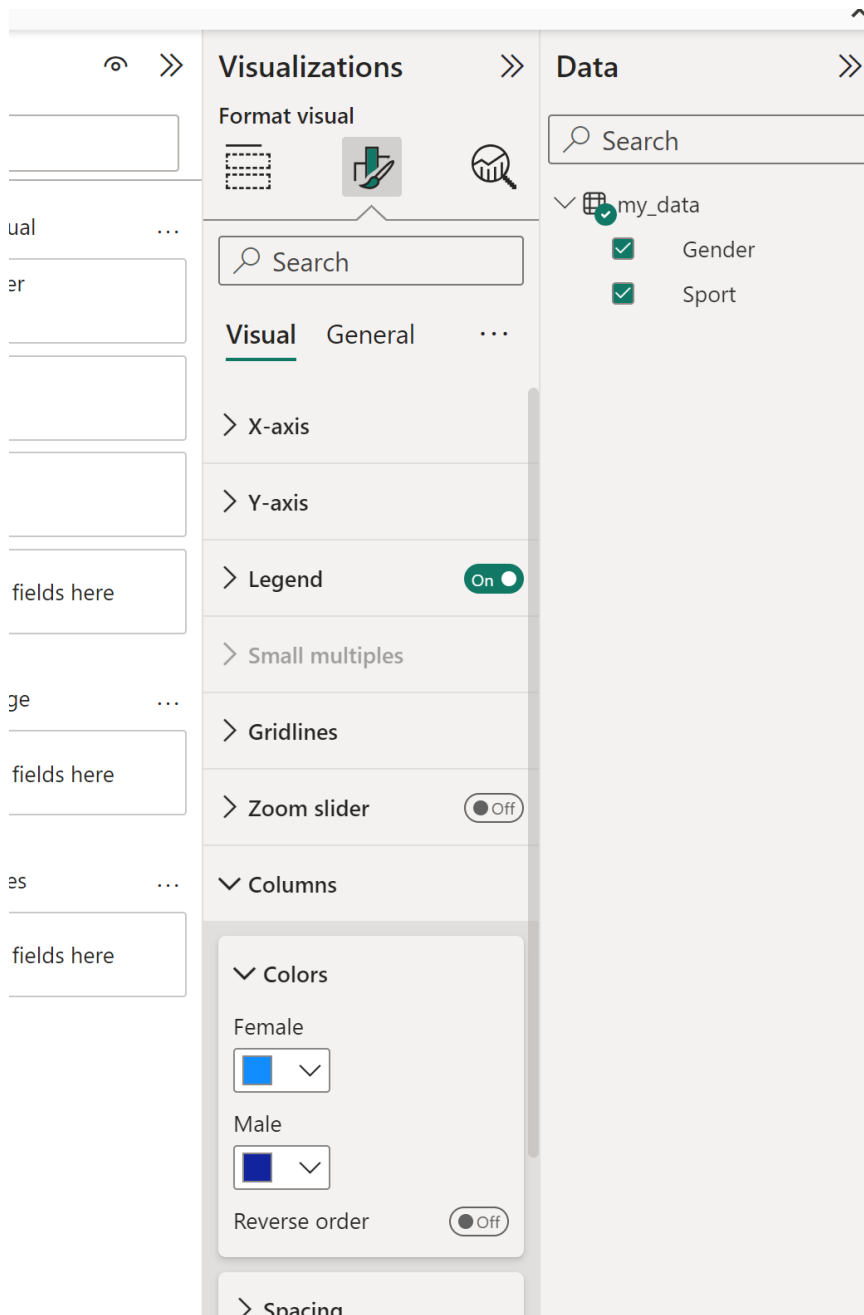 Visualizations
Data
Format visual
Search
my_data
ual
...
Gender
Search
er
Sport
Visual General ...
X-axis
Y-axis
Legend On
fields here
Small multiples
ge
...
Gridlines
fields here
Zoom slider Off
es
...
Columns
fields here
Colors
Female
Male
Reverse order Off
Spacing